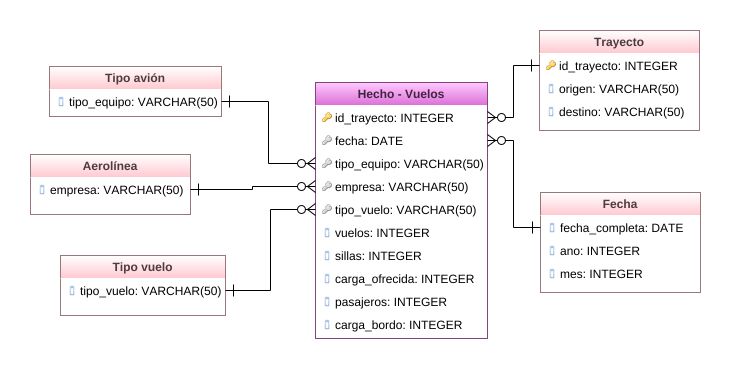 Tipo avión
tipo_equipo: VARCHAR(50)
Aerolínea
empresa: VARCHAR(50)
Tipo vuelo
tipo_vuelo: VARCHAR(50)
Hecho - Vuelos
id_trayecto: INTEGER
fecha: DATE
tipo_equipo: VARCHAR(50)
empresa: VARCHAR(50)
tipo_vuelo: VARCHAR(50)
vuelos: INTEGER
sillas: INTEGER
carga_ofrecida: INTEGER
pasajeros: INTEGER
carga_bordo: INTEGER
Trayecto
id_trayecto: INTEGER
origen: VARCHAR(50)
destino: VARCHAR(50)
Fecha
fecha_completa: DATE
ano: INTEGER
mes: INTEGER